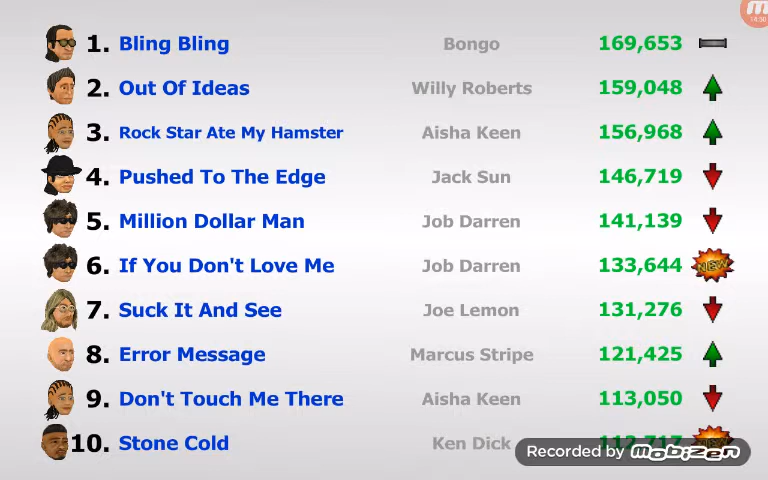 1. Bling Bling Bongo 169,653
2. Out Of Ideas Willy Roberts 159,048
3. Rock Star Ate My Hamster Aisha Keen 156,968
4. Pushed To The Edge Jack Sun 146,719
5. Million Dollar Man Job Darren 141,139
6. If You Don't Love Me Job Darren 133,644 NEW
7. Suck It And See Joe Lemon 131,276
8. Error Message Marcus Stripe 121,425
9. Don't Touch Me There Aisha Keen 113,050
10. Stone Cold Ken Dick 112,717 NEW
Recorded by Mobizen